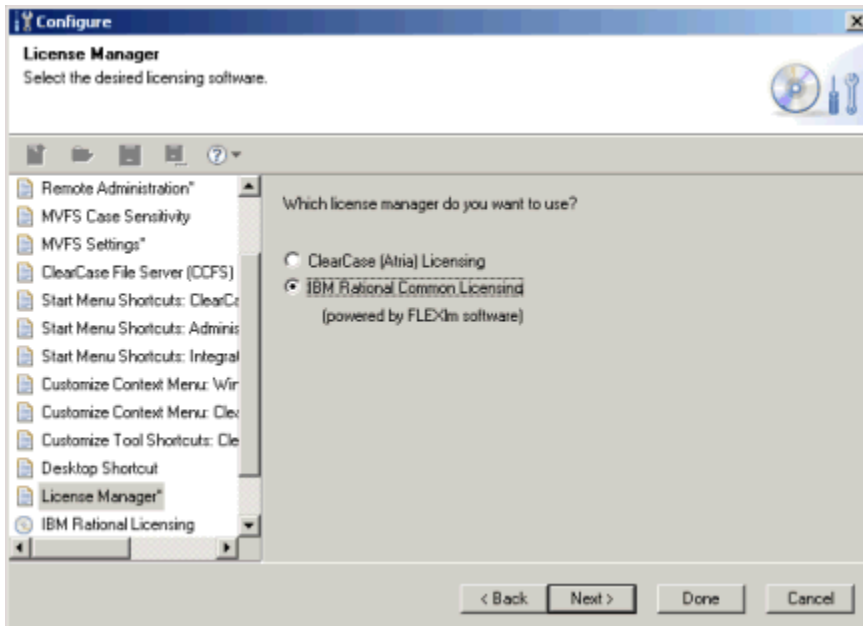 Configure
License Manager
Select the desired licensing software.
Remote Administration"
MVFS Case Sensitivity
MVFS Settings"
ClearCase File Server (CCFS)
Start Menu Shortcuts: ClearCa
Start Menu Shortcuts: Adminis
Start Menu Shortcuts: Integrat
Customize Context Menu: Win
Customize Context Menu: Clea
Customize Tool Shortcuts: Cle
Desktop Shortcut
License Manager"
IBM Rational Licensing
Which license manager do you want to use?
ClearCase (Atria) Licensing
IBM Rational Common Licensing
(powered by FLEXlm software)
< Back
Next >
Done
Cancel